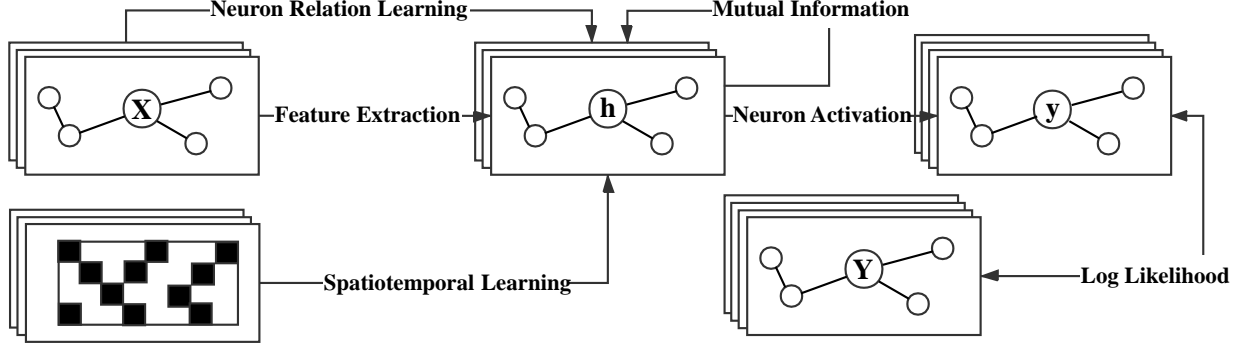 Neuron Relation Learning
Mutual Information
X
Feature Extraction
h
Neuron Activation
y
Spatiotemporal Learning
Y
Log Likelihood